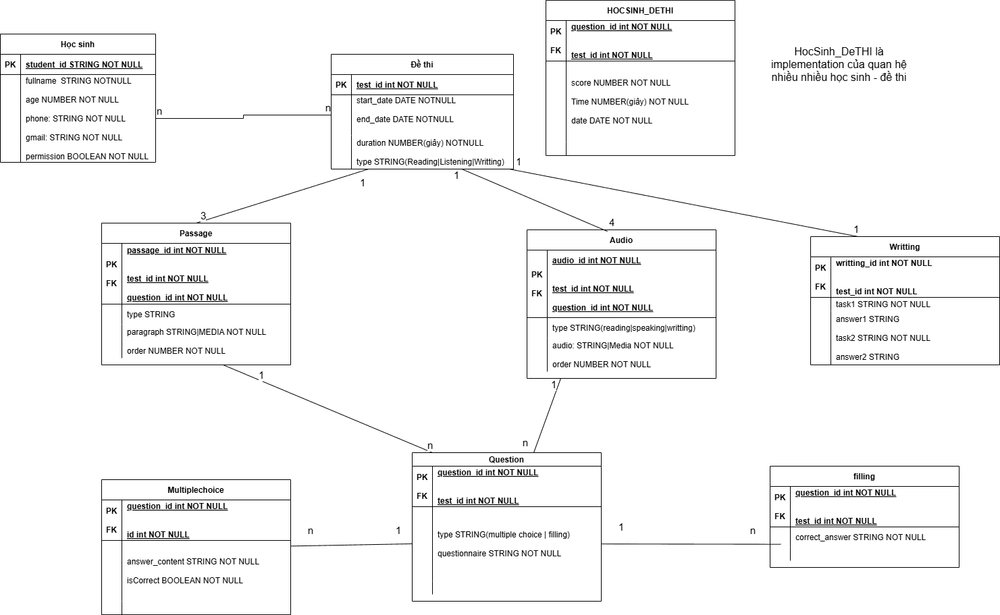 HOCSINH_DETHI
PK
question_id int NOT NULL
FK
test_id int NOT NULL
score NUMBER NOT NULL
Time NUMBER(giây) NOT NULL
date DATE NOT NULL
HocSinh_DeTHI là
implementation của quan hệ
nhiều nhiều học sinh - đề thi
Học sinh
PK
student_id STRING NOT NULL
fullname STRING NOTNULL
age NUMBER NOT NULL
phone: STRING NOT NULL
gmail: STRING NOT NULL
permission BOOLEAN NOT NULL
n
n
Đề thi
PK
test_id int NOT NULL
start_date DATE NOTNULL
end_date DATE NOTNULL
duration NUMBER(giây) NOTNULL
type STRING(Reading|Listening|Writting)
1
1
1
3
4
1
Passage
PK
passage_id int NOT NULL
FK
test_id int NOT NULL
question_id int NOT NULL
type STRING
paragraph STRING|MEDIA NOT NULL
order NUMBER NOT NULL
Audio
PK
audio_id int NOT NULL
FK
test_id int NOT NULL
question_id int NOT NULL
type STRING(reading|speaking|writting)
audio: STRING|Media NOT NULL
order NUMBER NOT NULL
Writting
PK
writting_id int NOT NULL
FK
test_id int NOT NULL
task1 STRING NOT NULL
answer1 STRING
task2 STRING NOT NULL
answer2 STRING
1
1
n
n
Multiplechoice
PK
question_id int NOT NULL
FK
id int NOT NULL
answer_content STRING NOT NULL
isCorrect BOOLEAN NOT NULL
n
1
Question
PK
question_id int NOT NULL
FK
test_id int NOT NULL
type STRING(multiple choice | filling)
questionnaire STRING NOT NULL
1
n
filling
PK
question_id int NOT NULL
FK
test_id int NOT NULL
correct_answer STRING NOT NULL